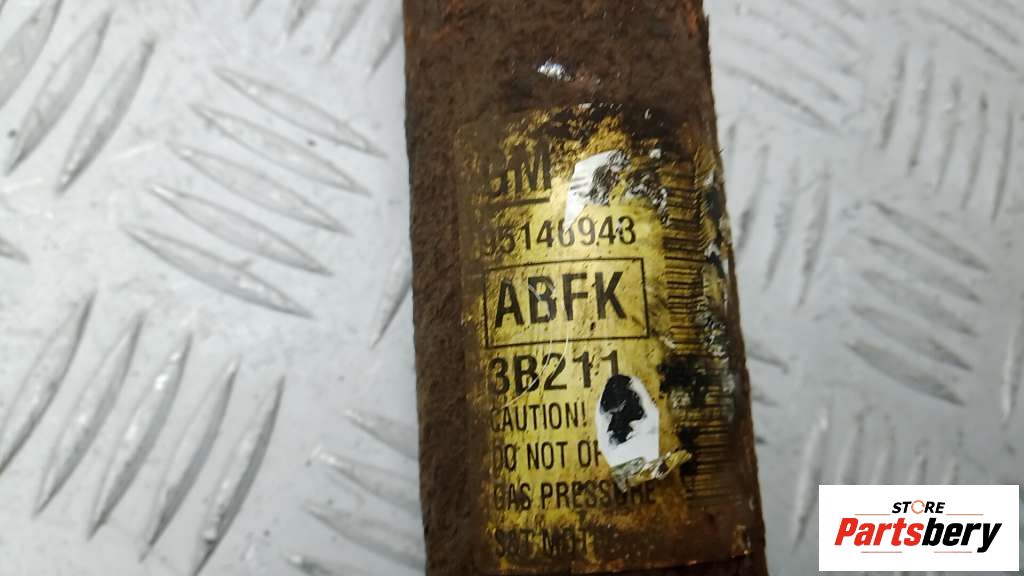 GM
95146943
ABFK
3B211
CAUTION!
DO NOT
GAS PRESSURE
STORE
Partsbery